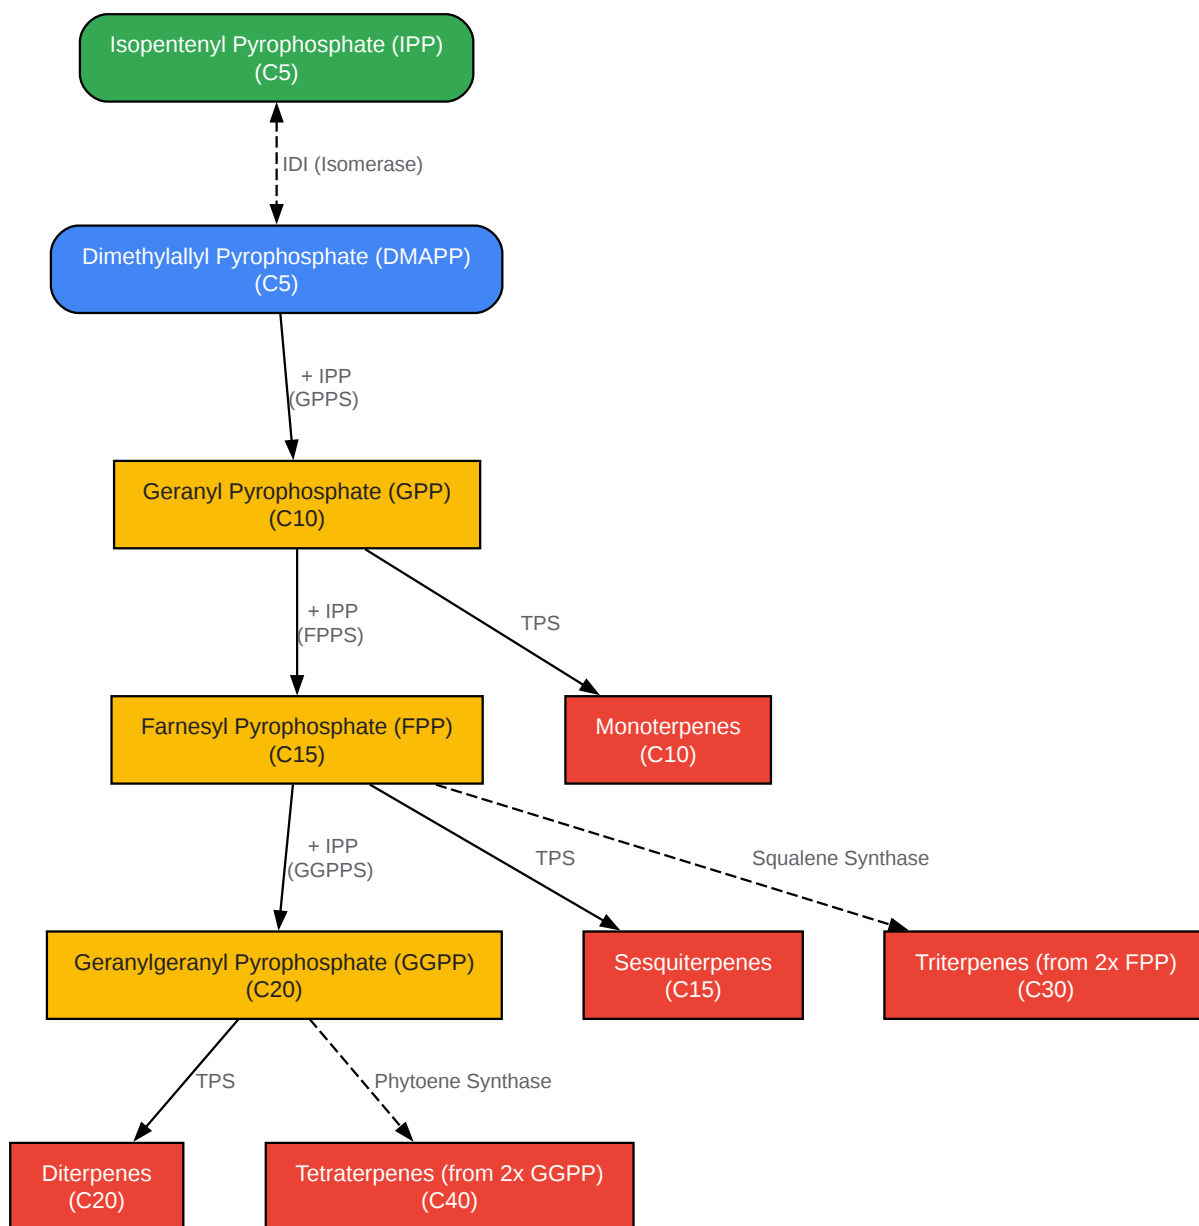 Isopentenyl Pyrophosphate (IPP)
(C5)
IDI (Isomerase)
Dimethylallyl Pyrophosphate (DMAPP)
(C5)
+ IPP
(GPPS)
Geranyl Pyrophosphate (GPP)
(C10)
+ IPP
(FPPS)
TPS
Farnesyl Pyrophosphate (FPP)
(C15)
Monoterpenes
(C10)
+ IPP
(GGPPS)
TPS
Squalene Synthase
Geranylgeranyl Pyrophosphate (GGPP)
(C20)
Sesquiterpenes
(C15)
Triterpenes (from 2x FPP)
(C30)
TPS
Phytoene Synthase
Diterpenes
(C20)
Tetraterpenes (from 2x GGPP)
(C40)